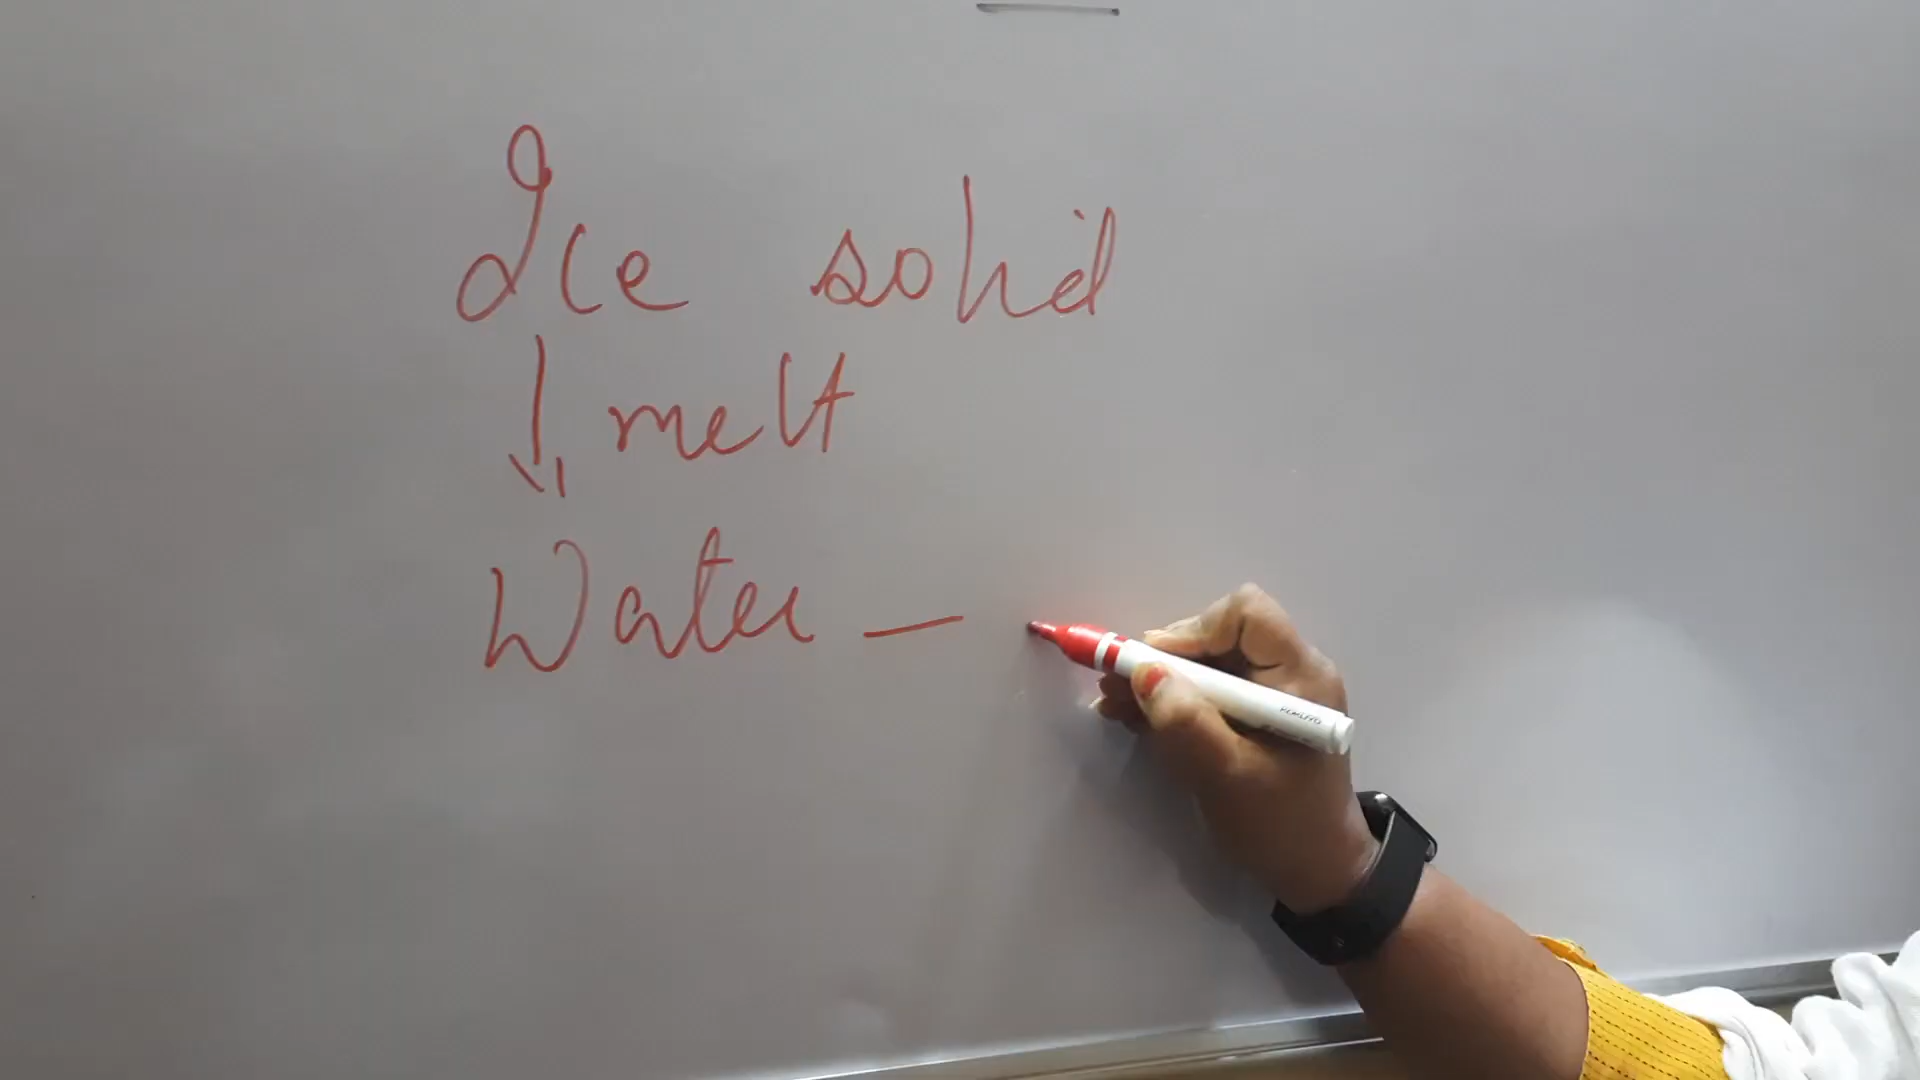 Ice solid
↓ melt
Water —